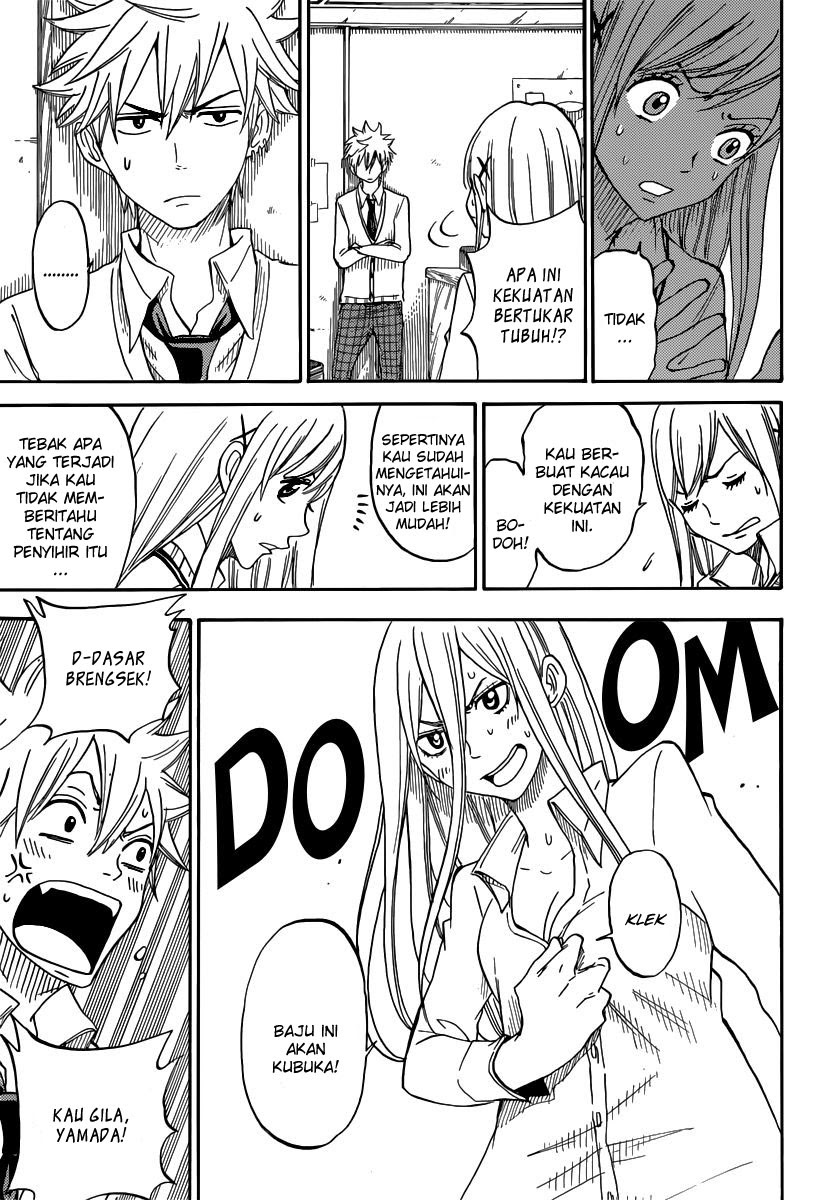 TIDAK
...
APA INI
KEKUATAN
BERTUKAR
TUBUH!?
.........
KAU BER-
BUAT KACAU
DENGAN
KEKUATAN
INI.
BO-
DOH!
SEPERTINYA
KAU SUDAH
MENGETAHUI-
NYA, INI AKAN
JADI LEBIH
MUDAH!
TEBAK APA
YANG TERJADI
JIKA KAU
TIDAK MEM-
BERITAHU
TENTANG
PENYIHIR ITU
...
DOOM
KLEK
BAJU INI
AKAN
KUBUKA!
D-DASAR
BRENGSEK!
KAU GILA,
YAMADA!